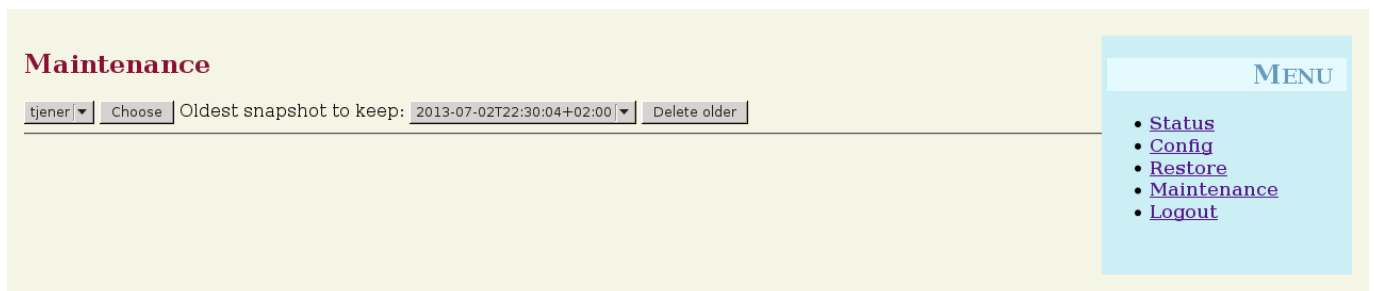 Maintenance
tjener Choose Oldest snapshot to keep: 2013-07-02T22:30:04+02:00 Delete older
MENU
Status
Config
Restore
Maintenance
Logout